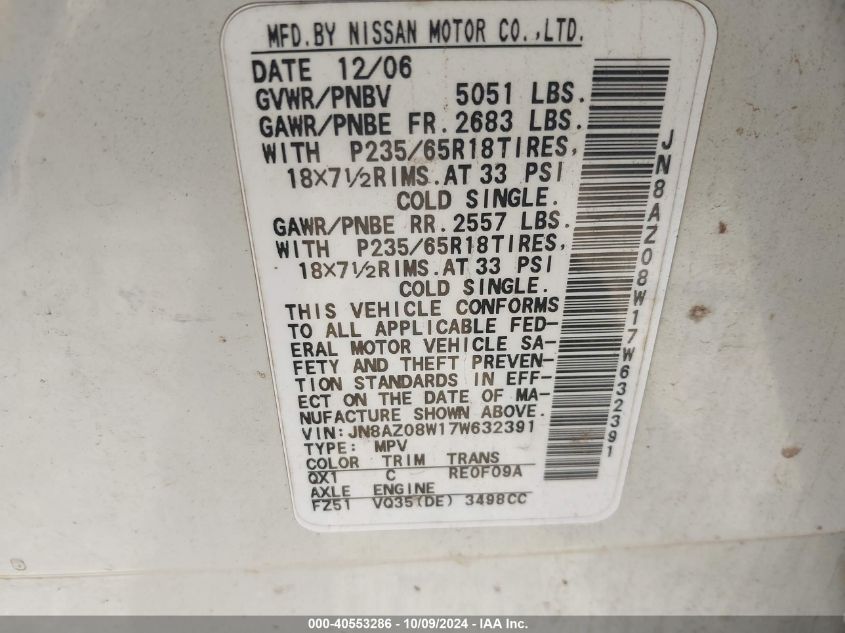 MFD.BY NISSAN MOTOR CO.,LTD.
DATE 12/06
GVWR/PNBV 5051 LBS.
GAWR/PNBE FR. 2683 LBS.
WITH P235/65R18TIRES,
18X7½RIMS.AT 33 PSI
COLD SINGLE.
GAWR/PNBE RR. 2557 LBS.
WITH P235/65R18TIRES,
18X7½RIMS.AT 33 PSI
COLD SINGLE.
THIS VEHICLE CONFORMS
TO ALL APPLICABLE FED-
ERAL MOTOR VEHICLE SA-
FETY AND THEFT PREVEN-
TION STANDARDS IN EFF-
ECT ON THE DATE OF MA-
NUFACTURE SHOWN ABOVE.
VIN:JN8AZ08W17W632391
TYPE: MPV
COLOR TRIM TRANS
QX1 C RE0F09A
AXLE ENGINE
FZ51 VQ35(DE) 3498CC
JN8AZ08W17W632391
000-40553286 - 10/09/2024 - IAA Inc.